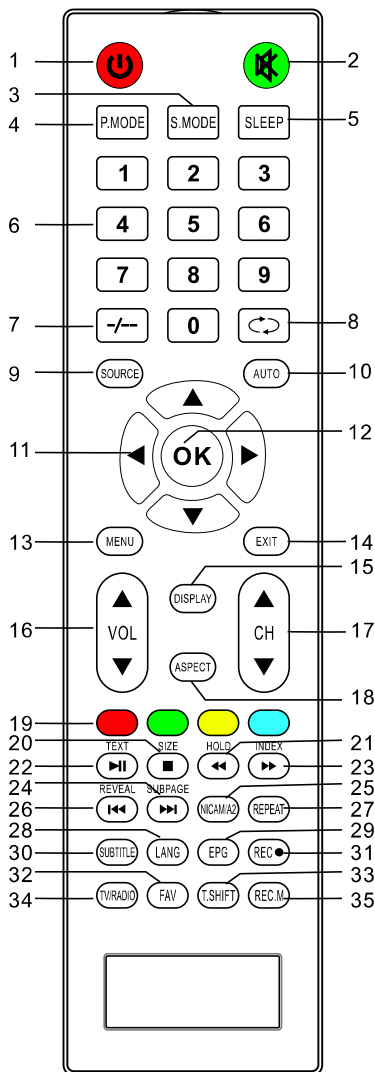 1 2
3
4 P.MODE S.MODE SLEEP 5
1 2 3
6 4 5 6
7 8 9
7 -/-- 0 8
9 SOURCE AUTO 10
11 OK 12
13 MENU EXIT 14
15
16 VOL DISPLAY CH 17
ASPECT
18
19
20 TEXT SIZE HOLD INDEX 21
22 23
24 REVEAL SUBPAGE 25
26 NICAM/A2 REPEAT 27
28 29
30 SUBTITLE LANG EPG REC● 31
32 33
34 TV/RADIO FAV T.SHIFT REC.M 35